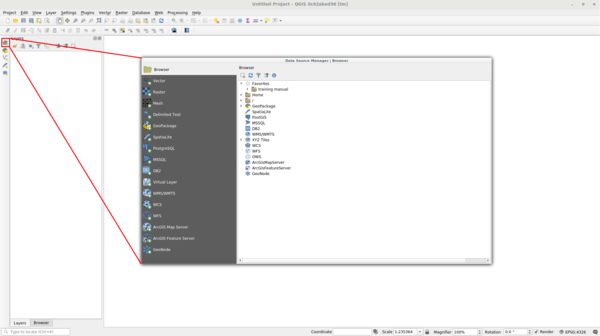 Untitled Project - QGIS
Project Edit View Layer Settings Plugins Vector Raster Database Web Mesh Processing Help
Layers
Data Source Manager | Browser
Browser
Vector
Raster
Mesh
Delimited Text
GeoPackage
SpatiaLite
PostgreSQL
MSSQL
DB2
Virtual Layer
WMS/WMTS
WCS
WFS
ArcGIS Map Server
ArcGIS Feature Server
GeoNode
Browser
Favorites
training manual
Home
/
GeoPackage
SpatiaLite
PostGIS
MSSQL
DB2
WMS/WMTS
XYZ Tiles
WCS
WFS
OWS
ArcGisMapServer
ArcGisFeatureServer
GeoNode
Layers Browser
Type to locate (Ctrl+K)
Coordinate
Scale
Magnifier 100%
Rotation 0.0 °
Render
EPSG:4326